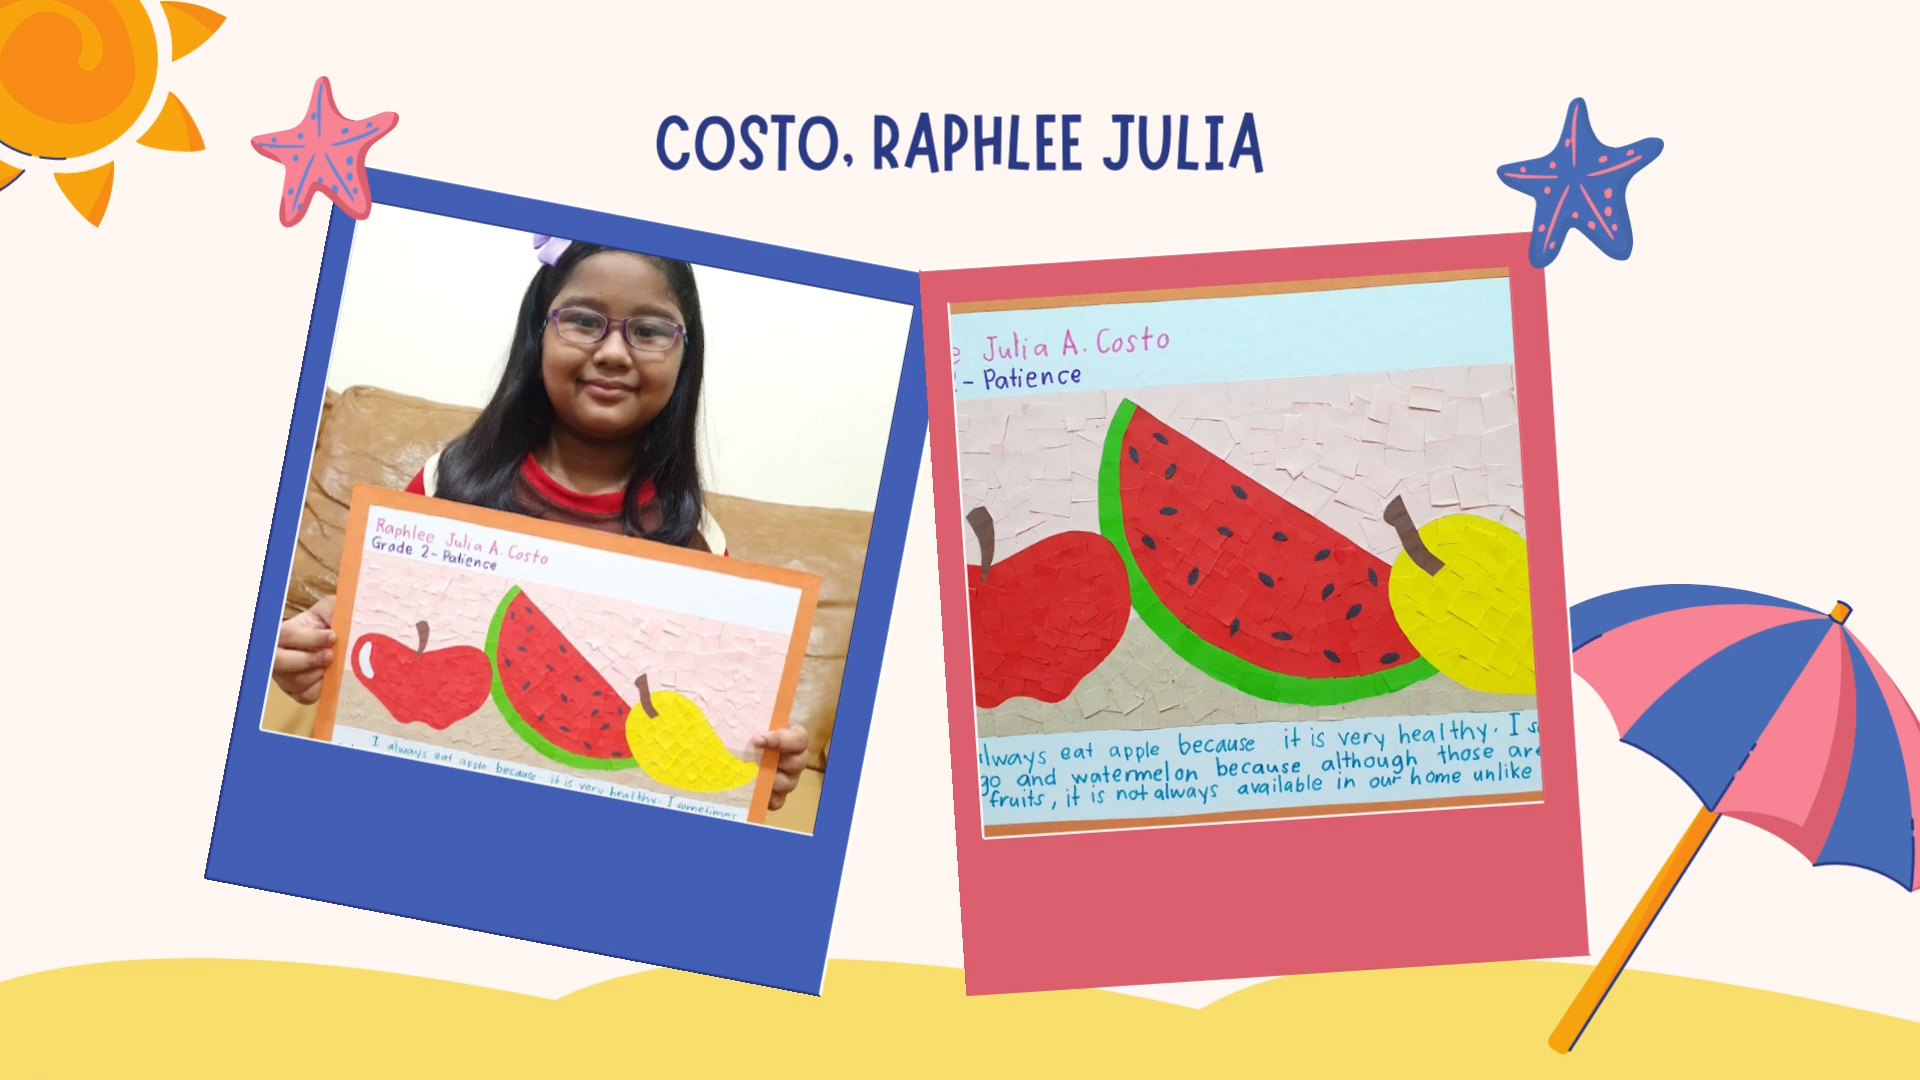 COSTO, RAPHLEE JULIA
Raphlee Julia A. Costo
Grade 2 - Patience
I always eat apple because it is very healthy. I sometimes
e Julia A. Costo
- Patience
lways eat apple because it is very healthy. I s
go and watermelon because although those are
fruits, it is not always available in our home unlike